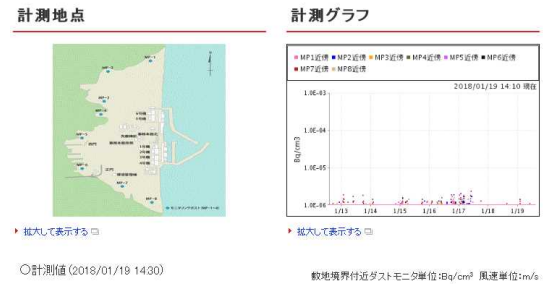 計測地点
計測グラフ
MP1近傍 MP2近傍 MP3近傍 MP4近傍 MP5近傍 MP6近傍
MP7近傍 MP8近傍
2018/01/19 14:10 現在
1.0E-03
1.0E-04
Bq/cm3
1.0E-05
1.0E-06
1/13 1/14 1/15 1/16 1/17 1/18 1/19
拡大して表示する
拡大して表示する
○計測値(2018/01/19 14:30)
敷地境界付近ダストモニタ単位:Bq/cm³ 風速単位:m/s